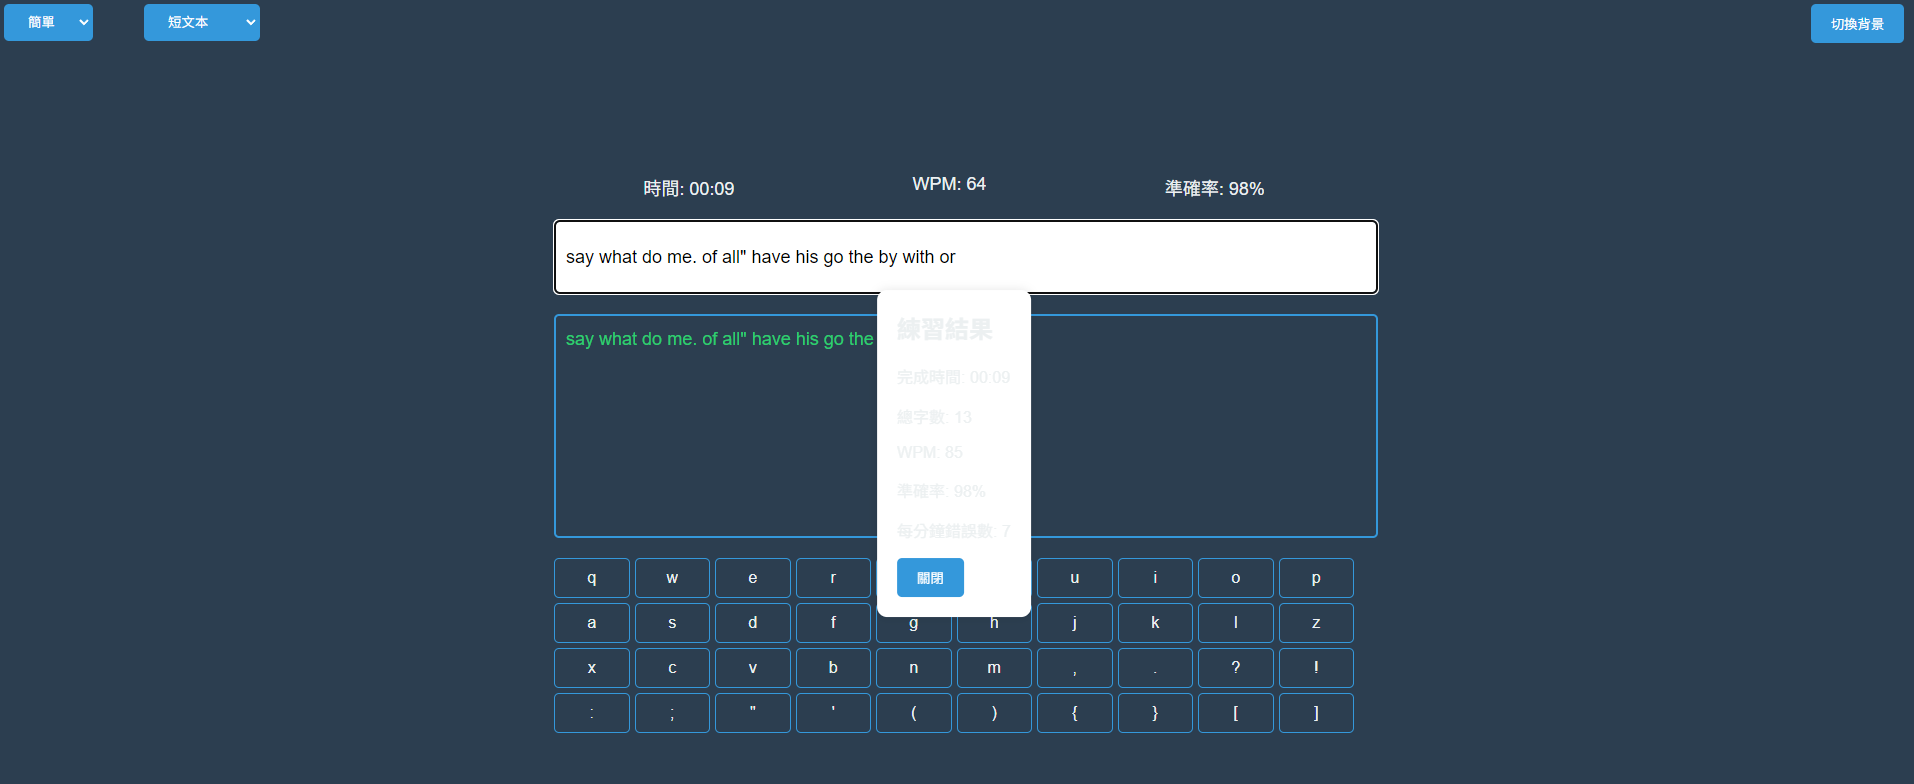 簡單
短文本
切換背景
時間: 00:09
WPM: 64
準確率: 98%
say what do me. of all" have his go the by with or
say what do me. of all" have his go the
練習結果
完成時間: 00:09
總字數: 13
WPM: 85
準確率: 98%
每分鐘錯誤數: 7
關閉
q w e r u i o p
a s d f g h j k l z
x c v b n m , . ? !
: ; " ' ( ) { } [ ]